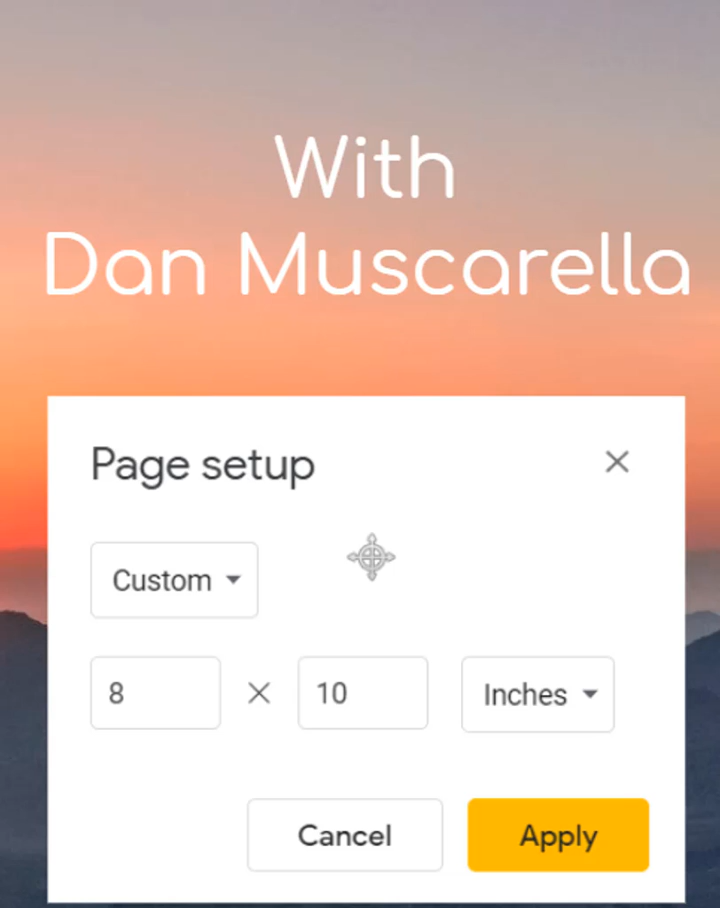 With
Dan Muscarella
Page setup
Custom
8 × 10 Inches
Cancel Apply